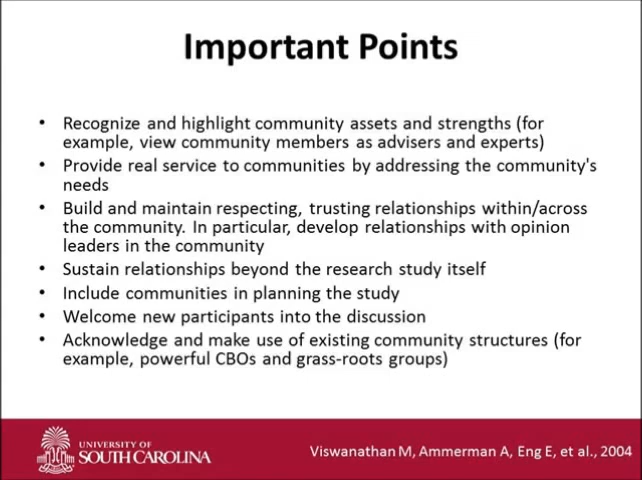 Important Points
• Recognize and highlight community assets and strengths (for
example, view community members as advisers and experts)
• Provide real service to communities by addressing the community's
needs
• Build and maintain respecting, trusting relationships within/across
the community. In particular, develop relationships with opinion
leaders in the community
• Sustain relationships beyond the research study itself
• Include communities in planning the study
• Welcome new participants into the discussion
• Acknowledge and make use of existing community structures (for
example, powerful CBOs and grass-roots groups)
UNIVERSITY OF
SOUTH CAROLINA
Viswanathan M, Ammerman A, Eng E, et al., 2004